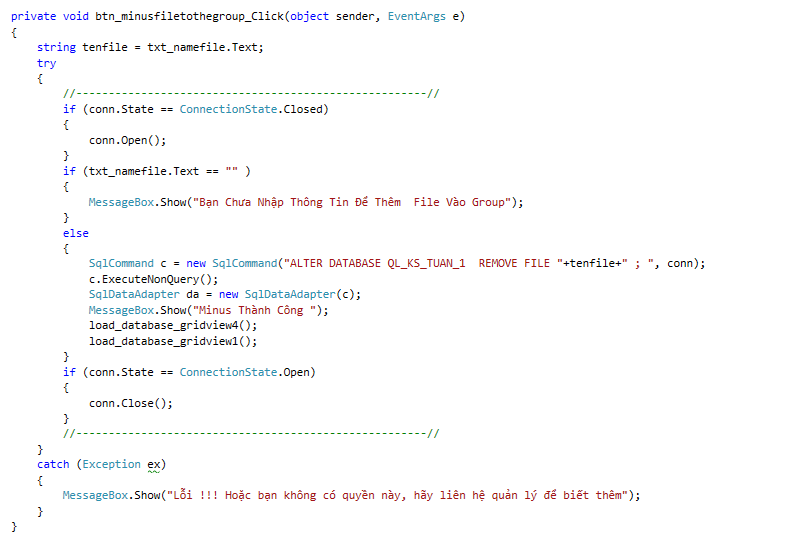 private void btn_minusfiletothegroup_Click(object sender, EventArgs e)
{
    string tenfile = txt_namefile.Text;
    try
    {
        //------------------------------------------------------//
        if (conn.State == ConnectionState.Closed)
        {
            conn.Open();
        }
        if (txt_namefile.Text == "" )
        {
            MessageBox.Show("Bạn Chưa Nhập Thông Tin Để Thêm  File Vào Group");
        }
        else
        {
            SqlCommand c = new SqlCommand("ALTER DATABASE QL_KS_TUAN_1  REMOVE FILE "+tenfile+" ; ", conn);
            c.ExecuteNonQuery();
            SqlDataAdapter da = new SqlDataAdapter(c);
            MessageBox.Show("Minus Thành Công ");
            load_database_gridview4();
            load_database_gridview1();
        }
        if (conn.State == ConnectionState.Open)
        {
            conn.Close();
        }
        //------------------------------------------------------//
    }
    catch (Exception ex)
    {
        MessageBox.Show("Lỗi !!! Hoặc bạn không có quyền này, hãy liên hệ quản lý để biết thêm");
    }
}